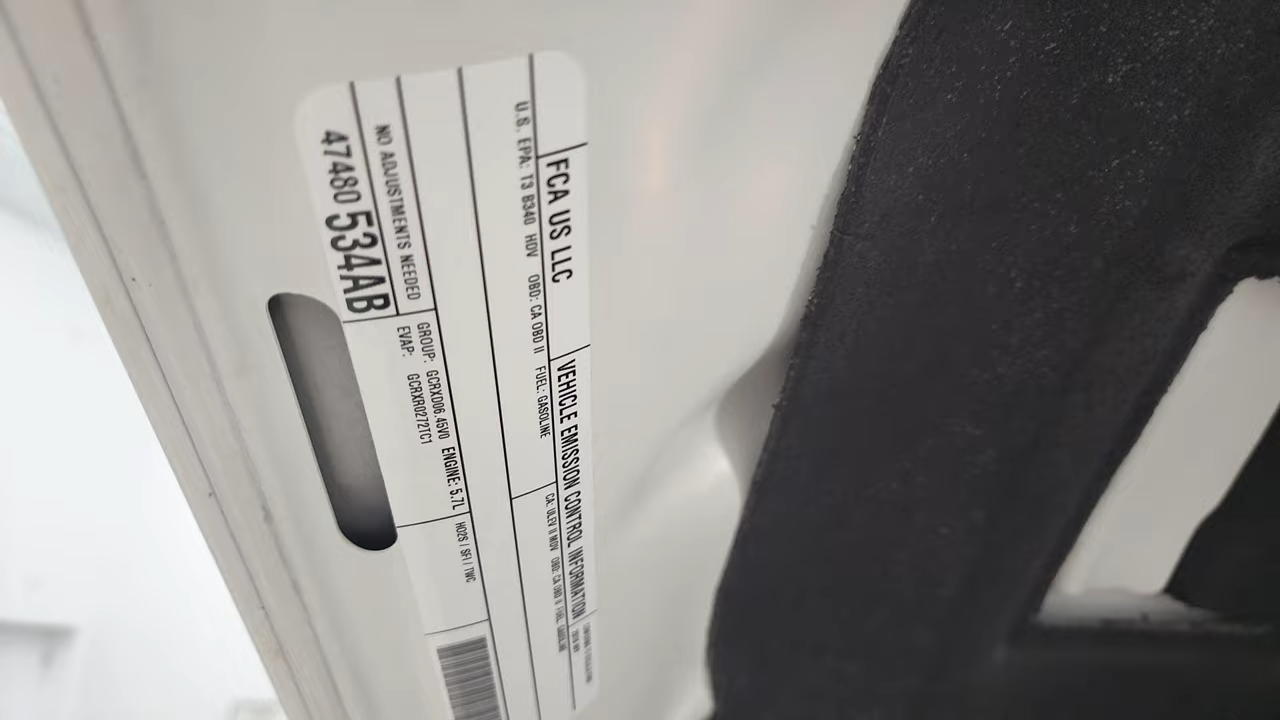 FCA US LLC
VEHICLE EMISSION CONTROL INFORMATION
U.S. EPA: T3 B340 HDV OBD: CA OBD II FUEL: GASOLINE
CA: ULEV II MDV OBD: CA OBD II FUEL: GASOLINE
NO ADJUSTMENTS NEEDED
GROUP: GCRXD06.45V0 ENGINE: 5.7L
EVAP: GCRXR0272TC1
HO2S / SFI / TWC
47480534AB